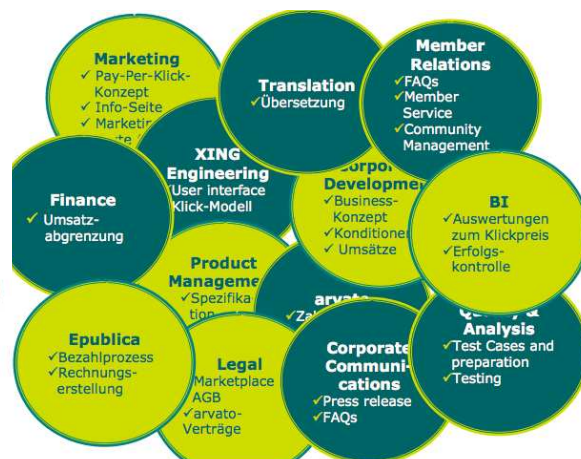 Marketing
✓ Pay-Per-Klick-
Konzept
✓ Info-Seite
✓
Translation
✓Übersetzung
Member
Relations
✓FAQs
✓Member
Service
✓Community
Management
XING
Engineering
User interface
Klick-Modell
Finance
✓ Umsatz-
abgrenzung
Development
✓Business-
Konzept
✓
✓ Umsätze
BI
✓Auswertungen
zum Klickpreis
✓Erfolgs-
kontrolle
Product
✓
arvato
✓
Epublica
✓Bezahlprozess
✓Rechnungs-
erstellung
Legal
Marketplace
AGB
✓arvato-
Verträge
Corporate
Communi-
cations
✓Press release
✓FAQs
&
Analysis
✓Test Cases and
preparation
✓Testing